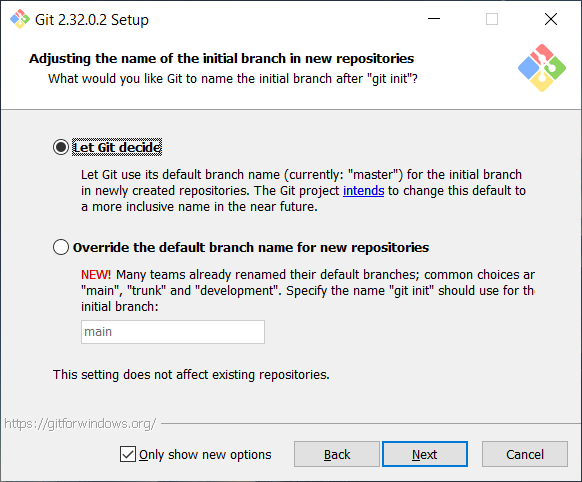 Git 2.32.0.2 Setup
Adjusting the name of the initial branch in new repositories
What would you like Git to name the initial branch after "git init"?
Let Git decide
Let Git use its default branch name (currently: "master") for the initial branch
in newly created repositories. The Git project intends to change this default to
a more inclusive name in the near future.
Override the default branch name for new repositories
NEW! Many teams already renamed their default branches; common choices ar
"main", "trunk" and "development". Specify the name "git init" should use for the
initial branch:
main
This setting does not affect existing repositories.
https://gitforwindows.org/
Only show new options
Back
Next
Cancel